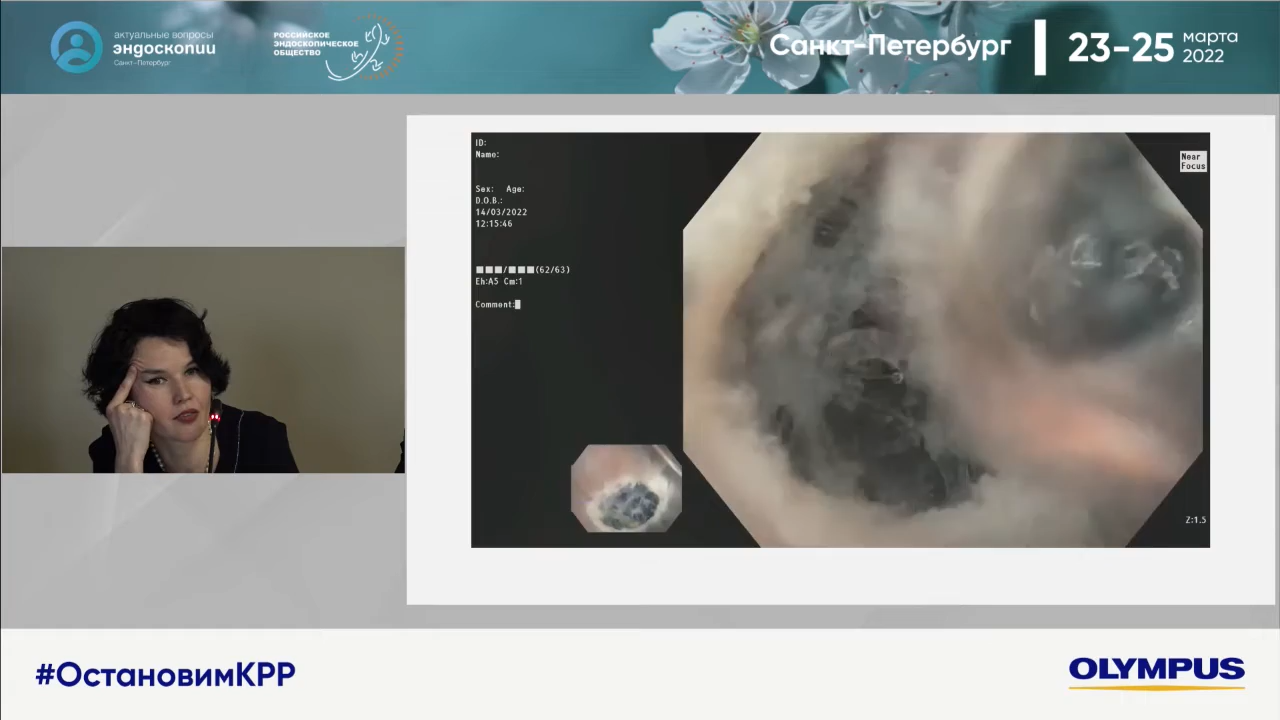 актуальные вопросы
эндоскопии
Санкт-Петербург
РОССИЙСКОЕ
ЭНДОСКОПИЧЕСКОЕ
ОБЩЕСТВО
Санкт-Петербург
23-25 марта
2022
ID:
Name:
Sex: Age:
D.O.B.:
14/03/2022
12:15:46
■■■/■■■(62/63)
Eh:A5 Cm:1
Comment:
Near
Focus
Z:1.5
#ОстановимКРР
OLYMPUS